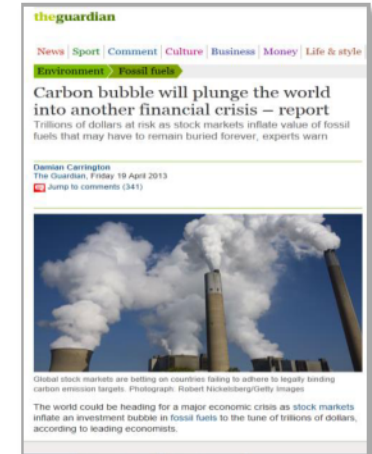 theguardian
News | Sport | Comment | Culture | Business | Money | Life & style
Environment Fossil fuels
Carbon bubble will plunge the world
into another financial crisis – report
Trillions of dollars at risk as stock markets inflate value of fossil
fuels that may have to remain buried forever, experts warn
Damian Carrington
The Guardian, Friday 19 April 2013
Jump to comments (341)
Global stock markets are betting on countries failing to adhere to legally binding
carbon emission targets. Photograph: Robert Nickelsberg/Getty Images
The world could be heading for a major economic crisis as stock markets
inflate an investment bubble in fossil fuels to the tune of trillions of dollars,
according to leading economists.